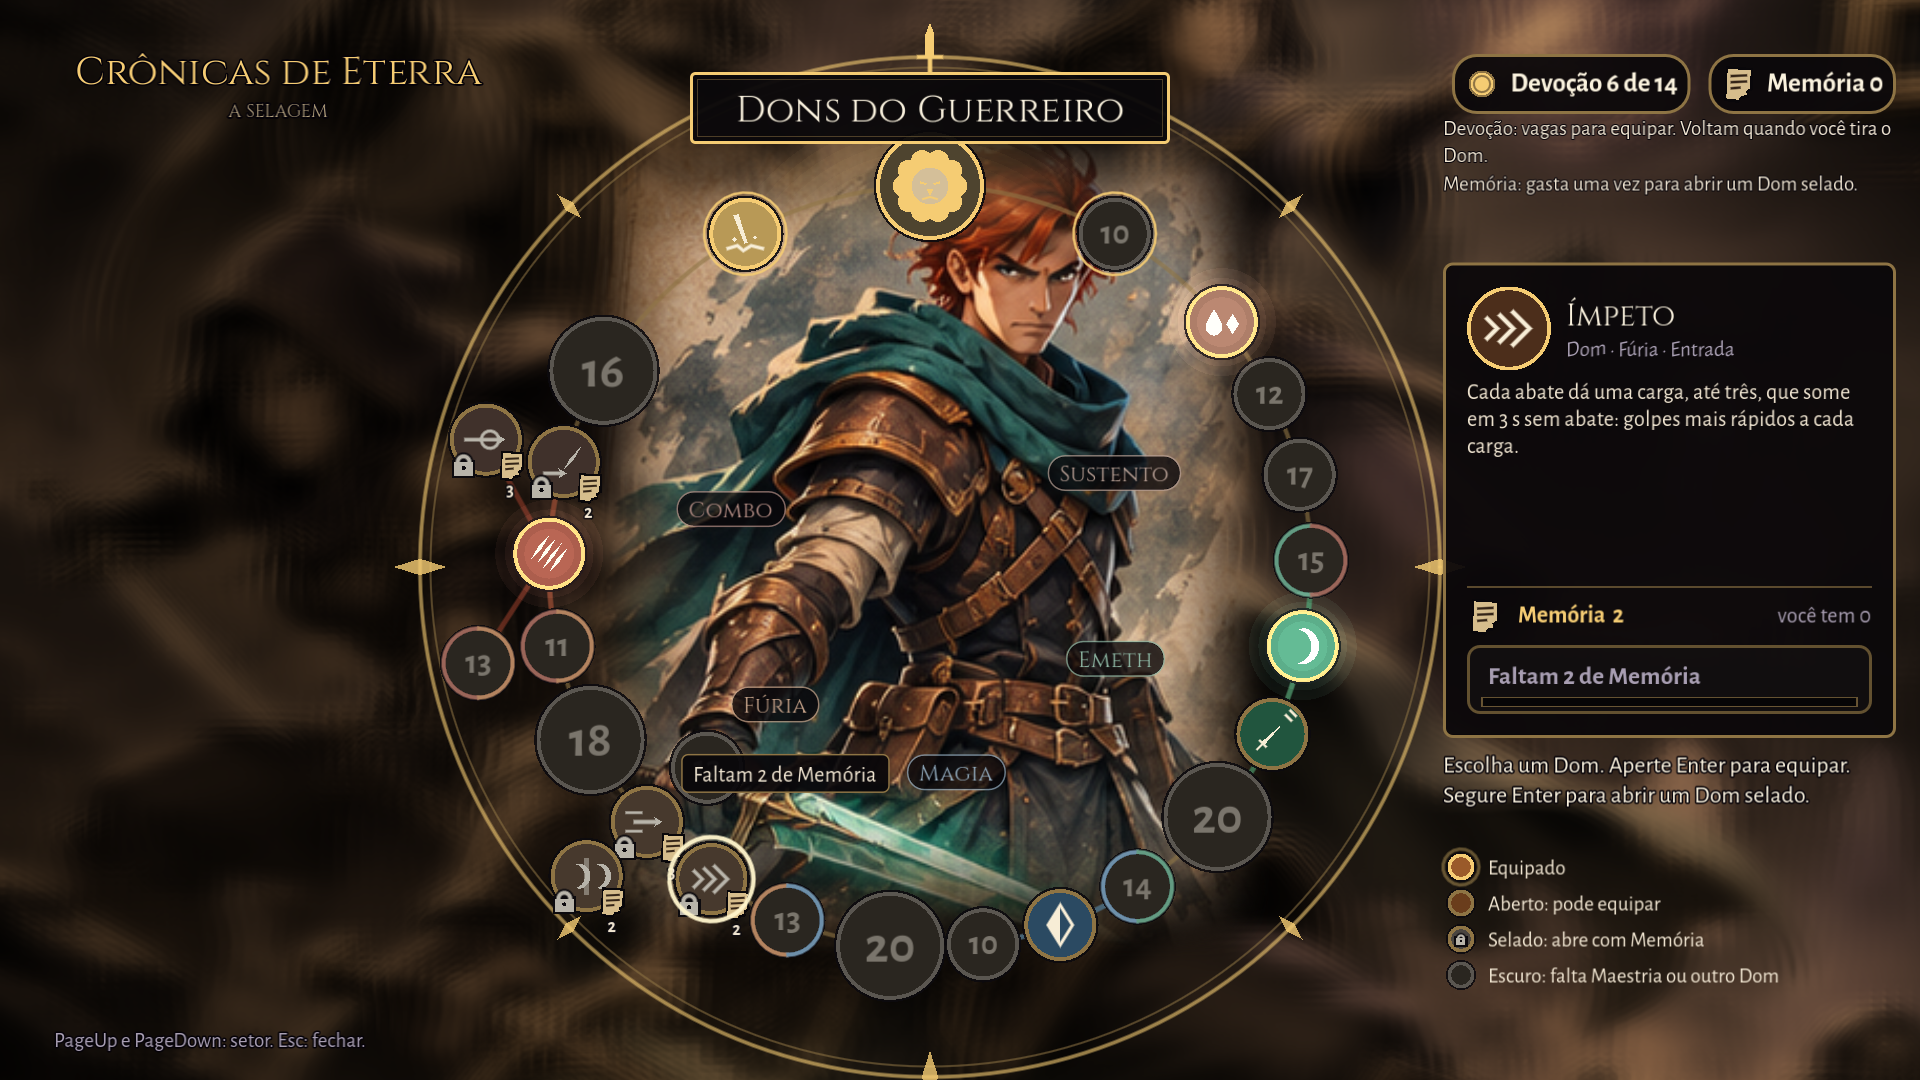 Crônicas de Eterra
A Selagem
Dons do Guerreiro
Devoção 6 de 14
Memória 0
Devoção: vagas para equipar. Voltam quando você tira o
Dom.
Memória: gasta uma vez para abrir um Dom selado.
10
16
12
3
2
17
Sustento
Combo
15
13
11
Emeth
Fúria
18
Faltam 2 de Memória
Magia
20
2
2
13
20
10
14
Ímpeto
Dom · Fúria · Entrada
Cada abate dá uma carga, até três, que some
em 3 s sem abate: golpes mais rápidos a cada
carga.
Memória 2
você tem 0
Faltam 2 de Memória
Escolha um Dom. Aperte Enter para equipar.
Segure Enter para abrir um Dom selado.
Equipado
Aberto: pode equipar
Selado: abre com Memória
Escuro: falta Maestria ou outro Dom
PageUp e PageDown: setor. Esc: fechar.